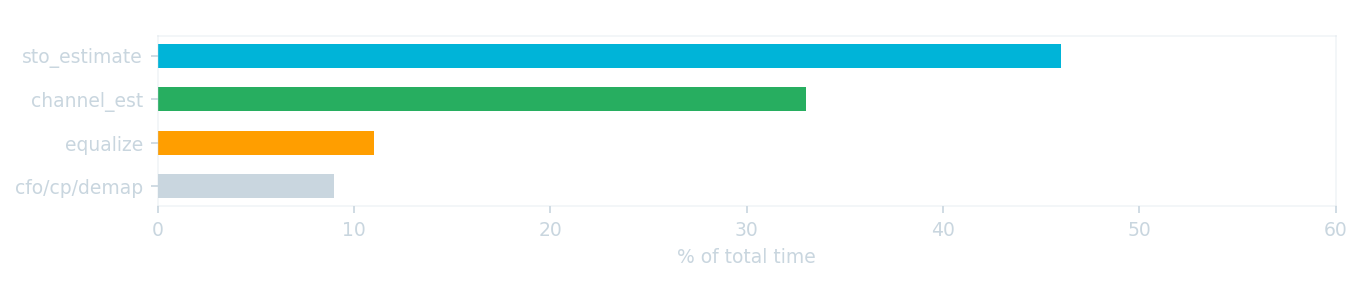 sto_estimate
channel_est
equalize
cfo/cp/demap
0 10 20 30 40 50 60
% of total time